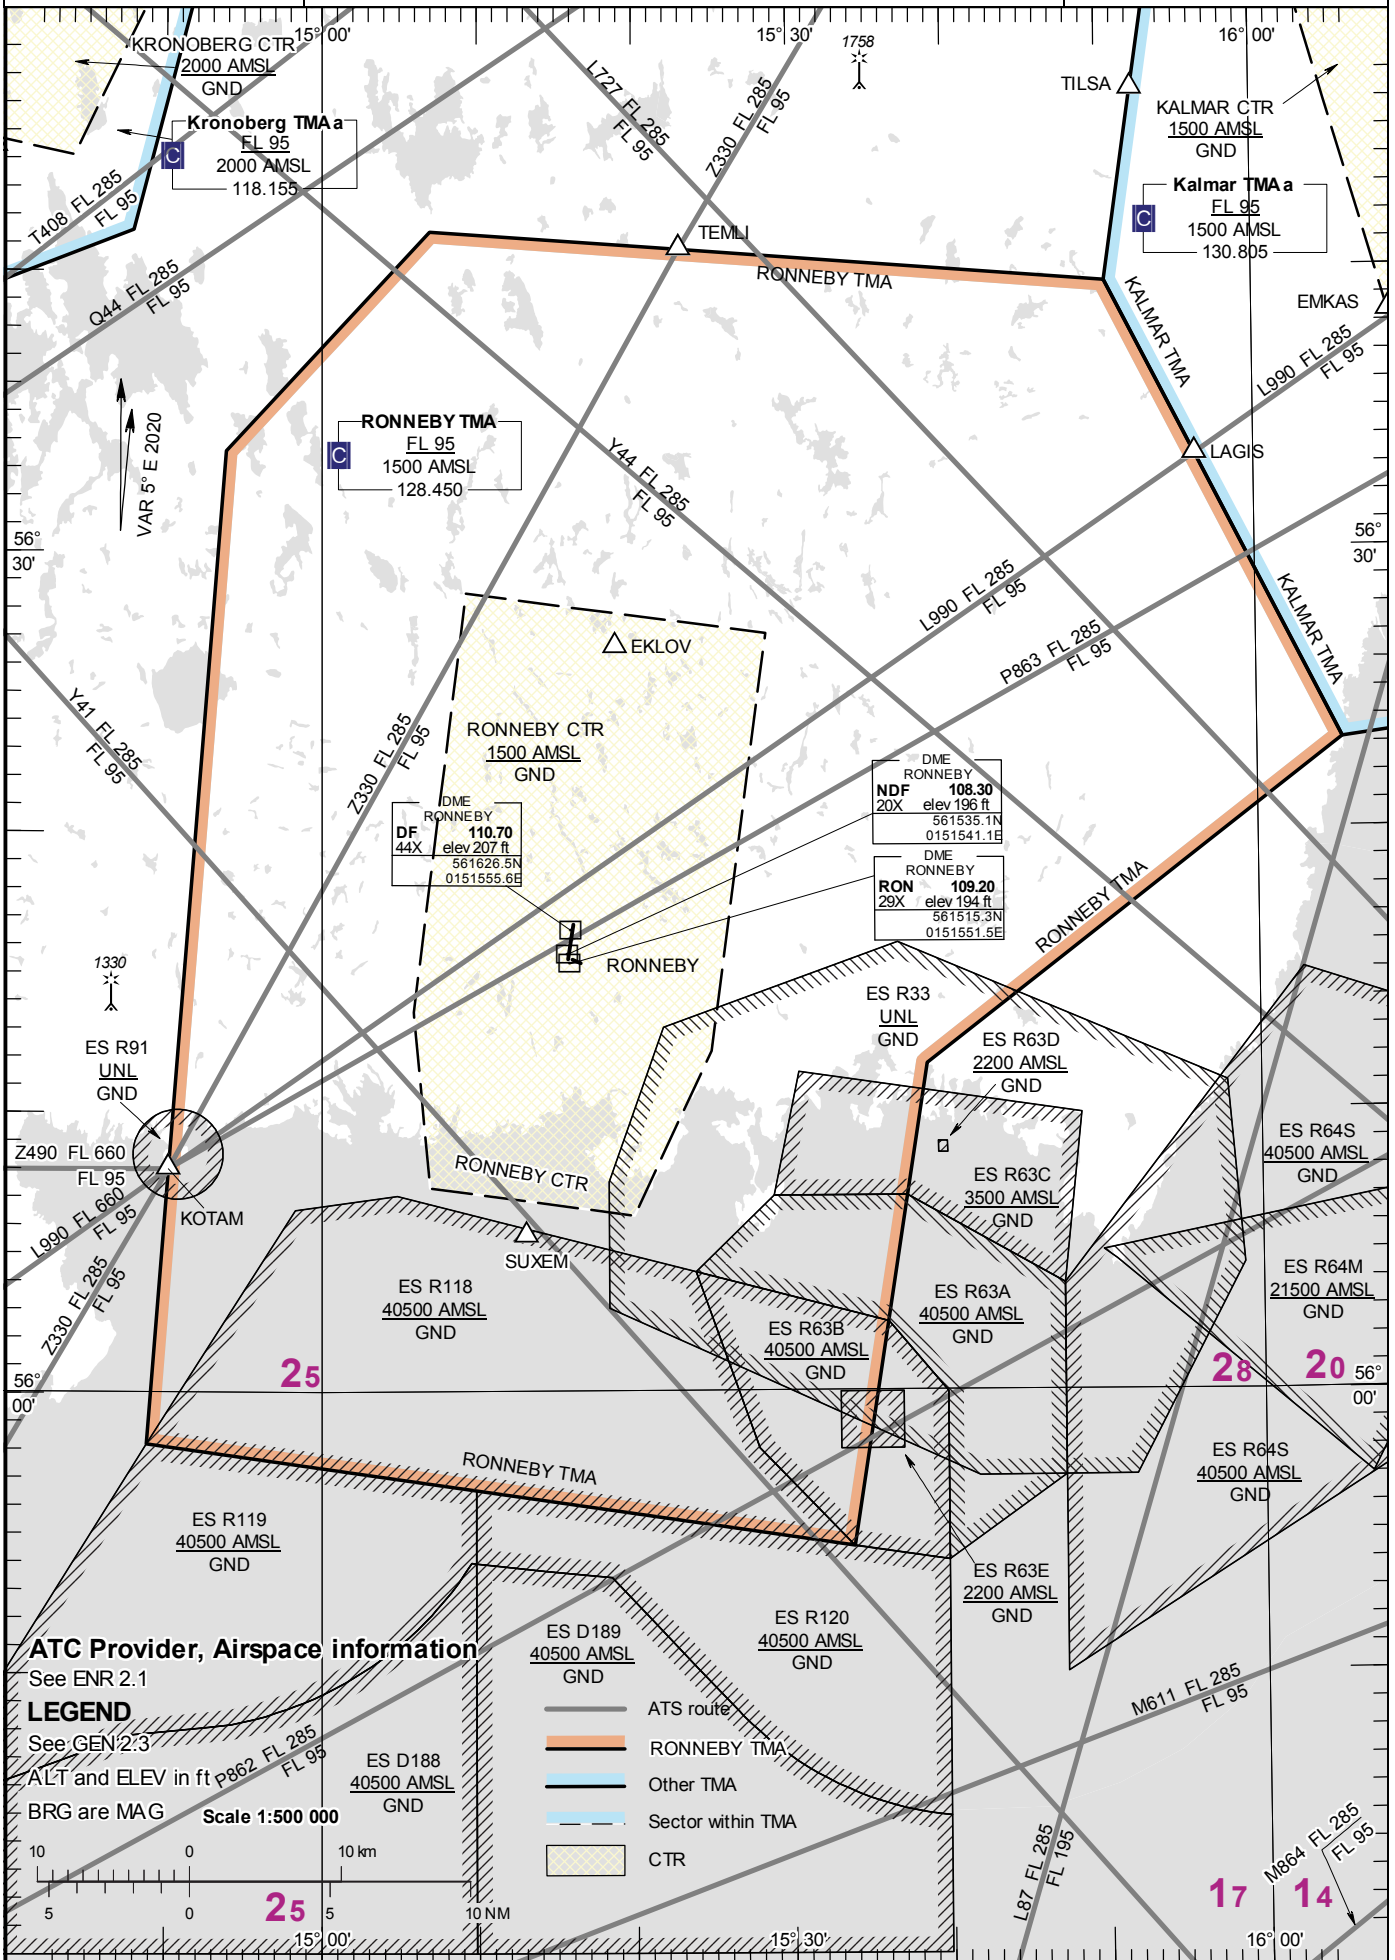 15°00'
15°30'
16°00'
KRONOBERG CTR
2000 AMSL
GND
Kronoberg TMA a
C
FL 95
2000 AMSL
118.155
T408 FL 285
FL 95
Q44 FL 285
FL 95
L727 FL 285
FL 95
Z330 FL 285
FL 95
1758
TILSA
KALMAR CTR
1500 AMSL
GND
Kalmar TMA a
C
FL 95
1500 AMSL
130.805
TEMLI
RONNEBY TMA
EMKAS
KALMAR TMA
L990 FL 285
FL 95
VAR 5° E 2020
RONNEBY TMA
C
FL 95
1500 AMSL
128.450
Y44 FL 285
FL 95
LAGIS
56°
30'
56°
30'
L990 FL 285
FL 95
KALMAR TMA
P863 FL 285
FL 95
EKLOV
Y41 FL 285
FL 95
Z330 FL 285
FL 95
RONNEBY CTR
1500 AMSL
GND
DME
RONNEBY
NDF 108.30
20X elev 196 ft
561535.1N
0151541.1E
DME
RONNEBY
DF 110.70
44X elev 207 ft
561626.5N
0151555.6E
DME
RONNEBY
RON 109.20
29X elev 194 ft
561515.3N
0151551.5E
RONNEBY TMA
RONNEBY
1330
ES R33
UNL
GND
ES R91
UNL
GND
ES R63D
2200 AMSL
GND
Z490 FL 660
FL 95
L990 FL 660
FL 95
KOTAM
RONNEBY CTR
ES R63C
3500 AMSL
GND
ES R64S
40500 AMSL
GND
SUXEM
Z330 FL 285
FL 95
ES R118
40500 AMSL
GND
ES R63A
40500 AMSL
GND
ES R63B
40500 AMSL
GND
ES R64M
21500 AMSL
GND
25
28
20
56°
00'
56°
00'
RONNEBY TMA
ES R64S
40500 AMSL
GND
ES R119
40500 AMSL
GND
ES R63E
2200 AMSL
GND
ES D189
40500 AMSL
GND
ES R120
40500 AMSL
GND
ATC Provider, Airspace information
See ENR 2.1
LEGEND
See GEN 2.3
ALT and ELEV in ft
BRG are MAG
Scale 1:500 000
P862 FL 285
FL 95
ES D188
40500 AMSL
GND
ATS route
RONNEBY TMA
Other TMA
Sector within TMA
CTR
M611 FL 285
FL 95
L87 FL 285
FL 195
M864 FL 285
FL 95
10 0 10 km
5 0 5 10 NM
25
17
14
15°00'
15°30'
16°00'